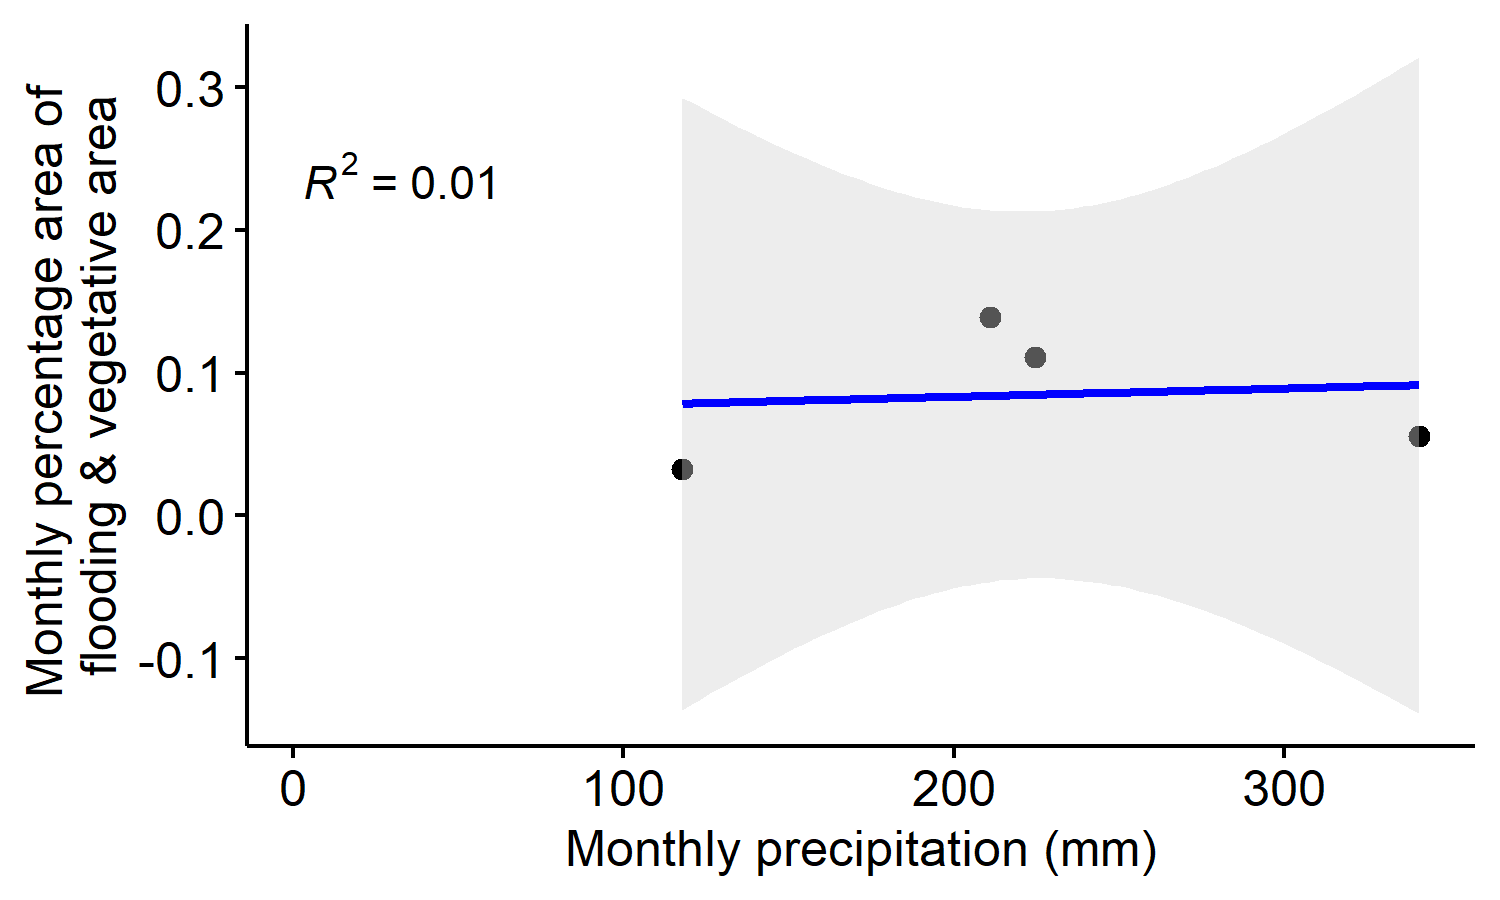 Monthly percentage area of
flooding & vegetative area
0.3
0.2
0.1
0.0
-0.1
R² = 0.01
0 100 200 300
Monthly precipitation (mm)